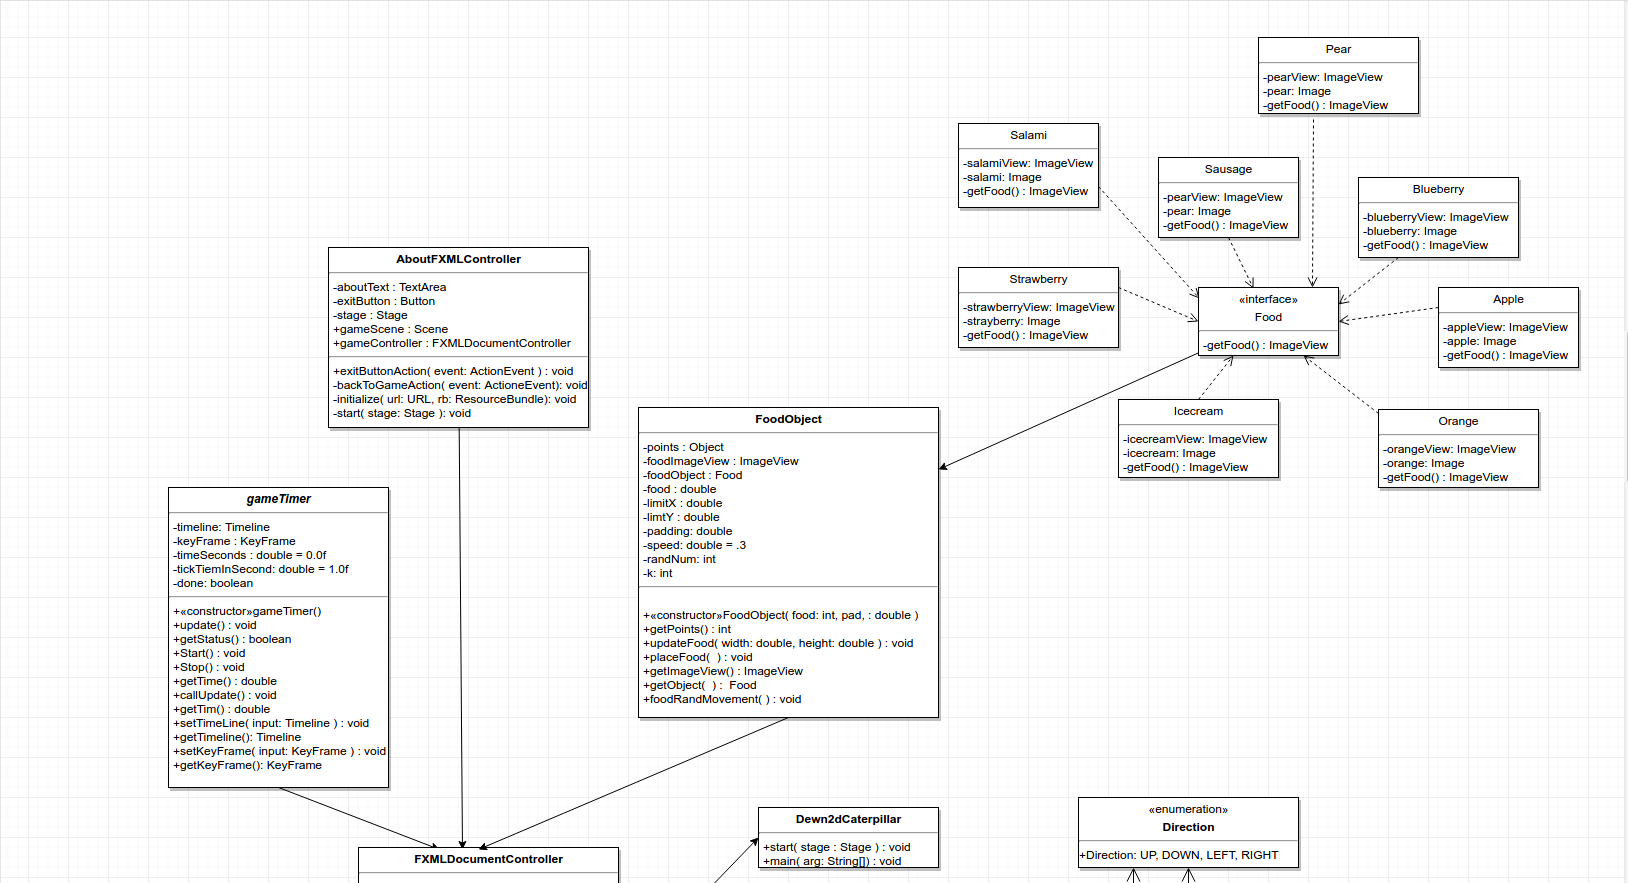 Pear
-pearView: ImageView
-pear: Image
-getFood() : ImageView
Salami
-salamiView: ImageView
-salami: Image
-getFood() : ImageView
Sausage
-pearView: ImageView
-pear: Image
-getFood() : ImageView
Blueberry
-blueberryView: ImageView
-blueberry: Image
-getFood() : ImageView
AboutFXMLController
-aboutText : TextArea
-exitButton : Button
-stage : Stage
+gameScene : Scene
+gameController : FXMLDocumentController
+exitButtonAction( event: ActionEvent ) : void
-backToGameAction( event: ActioneEvent): void
-initialize( url: URL, rb: ResourceBundle): void
-start( stage: Stage ): void
Strawberry
-strawberryView: ImageView
-strayberry: Image
-getFood() : ImageView
«interface»
Food
-getFood() : ImageView
Apple
-appleView: ImageView
-apple: Image
-getFood() : ImageView
Icecream
-icecreamView: ImageView
-icecream: Image
-getFood() : ImageView
Orange
-orangeView: ImageView
-orange: Image
-getFood() : ImageView
FoodObject
-points : Object
-foodImageView : ImageView
-foodObject : Food
-food : double
-limitX : double
-limtY : double
-padding: double
-speed: double = .3
-randNum: int
-k: int
+«constructor»FoodObject( food: int, pad, : double )
+getPoints() : int
+updateFood( width: double, height: double ) : void
+placeFood(  ) : void
+getImageView() : ImageView
+getObject(  ) :  Food
+foodRandMovement( ) : void
gameTimer
-timeline: Timeline
-keyFrame : KeyFrame
-timeSeconds : double = 0.0f
-tickTiemInSecond: double = 1.0f
-done: boolean
+«constructor»gameTimer()
+update() : void
+getStatus() : boolean
+Start() : void
+Stop() : void
+getTime() : double
+callUpdate() : void
+getTim() : double
+setTimeLine( input: Timeline ) : void
+getTimeline(): Timeline
+setKeyFrame( input: KeyFrame ) : void
+getKeyFrame(): KeyFrame
FXMLDocumentController
Dewn2dCaterpillar
+start( stage : Stage ) : void
+main( arg: String[]) : void
«enumeration»
Direction
+Direction: UP, DOWN, LEFT, RIGHT